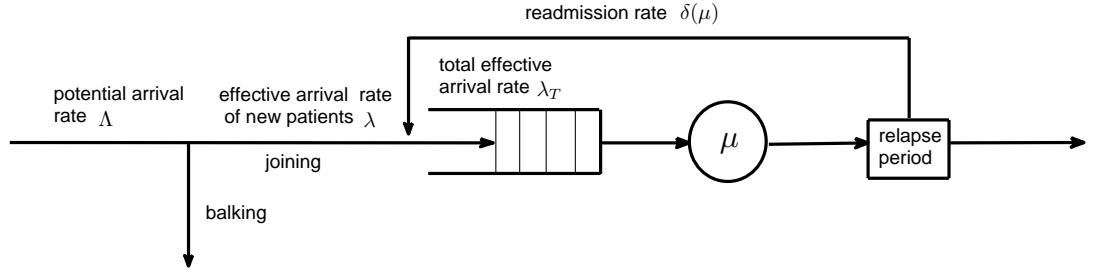 readmission rate δ(μ)
total effective
arrival rate λ_T
potential arrival
rate Λ
effective arrival rate
of new patients λ
joining
balking
μ
relapse
period